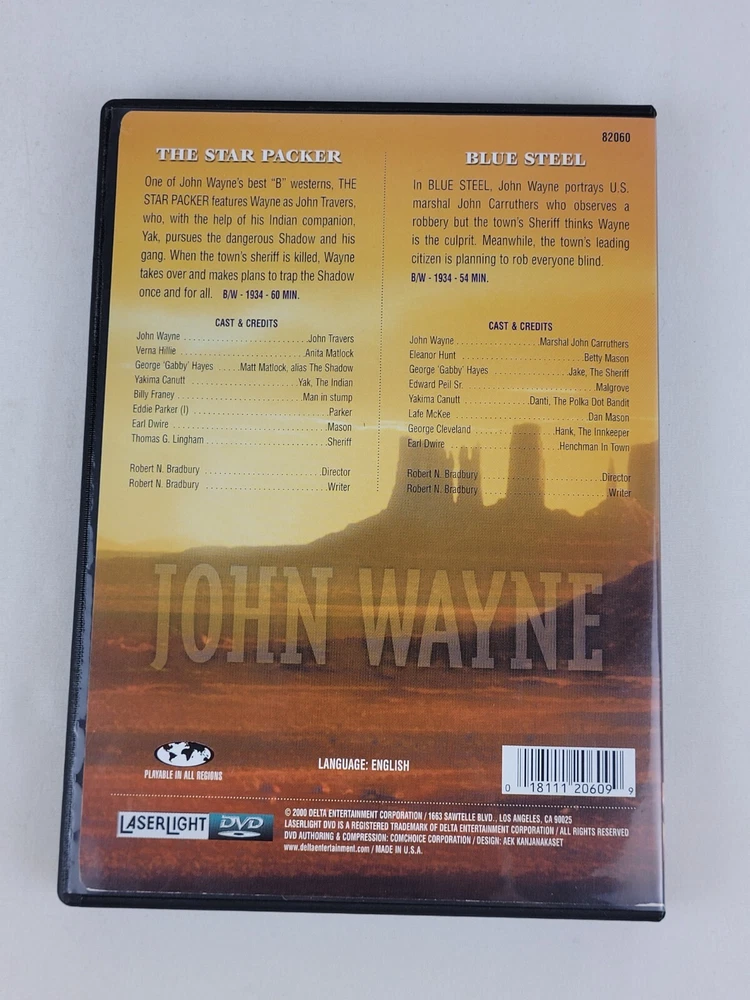 82060
THE STAR PACKER
One of John Wayne's best "B" westerns, THE
STAR PACKER features Wayne as John Travers,
who, with the help of his Indian companion,
Yak, pursues the dangerous Shadow and his
gang. When the town's sheriff is killed, Wayne
takes over and makes plans to trap the Shadow
once and for all. B/W - 1934 - 60 MIN.
CAST & CREDITS
John Wayne ..........................John Travers
Verna Hillie ..........................Anita Matlock
George 'Gabby' Hayes ......Matt Matlock, alias The Shadow
Yakima Canutt ......................Yak, The Indian
Billy Franey ..........................Man in stump
Eddie Parker (I) ..........................Parker
Earl Dwire ..........................Mason
Thomas G. Lingham ......................Sheriff
Robert N. Bradbury ......................Director
Robert N. Bradbury ......................Writer
BLUE STEEL
In BLUE STEEL, John Wayne portrays U.S.
marshal John Carruthers who observes a
robbery but the town's Sheriff thinks Wayne
is the culprit. Meanwhile, the town's leading
citizen is planning to rob everyone blind.
B/W - 1934 - 54 MIN.
CAST & CREDITS
John Wayne ..................Marshal John Carruthers
Eleanor Hunt ..........................Betty Mason
George 'Gabby' Hayes ..................Jake, The Sheriff
Edward Peil Sr. ..........................Malgrove
Yakima Canutt ..............Danti, The Polka Dot Bandit
Lafe McKee ..........................Dan Mason
George Cleveland ..................Hank, The Innkeeper
Earl Dwire ......................Henchman In Town
Robert N. Bradbury ......................Director
Robert N. Bradbury ......................Writer
JOHN WAYNE
PLAYABLE IN ALL REGIONS
LANGUAGE: ENGLISH
0 18111 20609 9
LASERLIGHT DVD
© 2000 DELTA ENTERTAINMENT CORPORATION / 1663 SAWTELLE BLVD., LOS ANGELES, CA 90025
LASERLIGHT DVD IS A REGISTERED TRADEMARK OF DELTA ENTERTAINMENT CORPORATION / ALL RIGHTS RESERVED
DVD AUTHORING & COMPRESSION: COMCHOICE CORPORATION / DESIGN: AEK KANJANAKASET
www.deltaentertainment.com / MADE IN U.S.A.